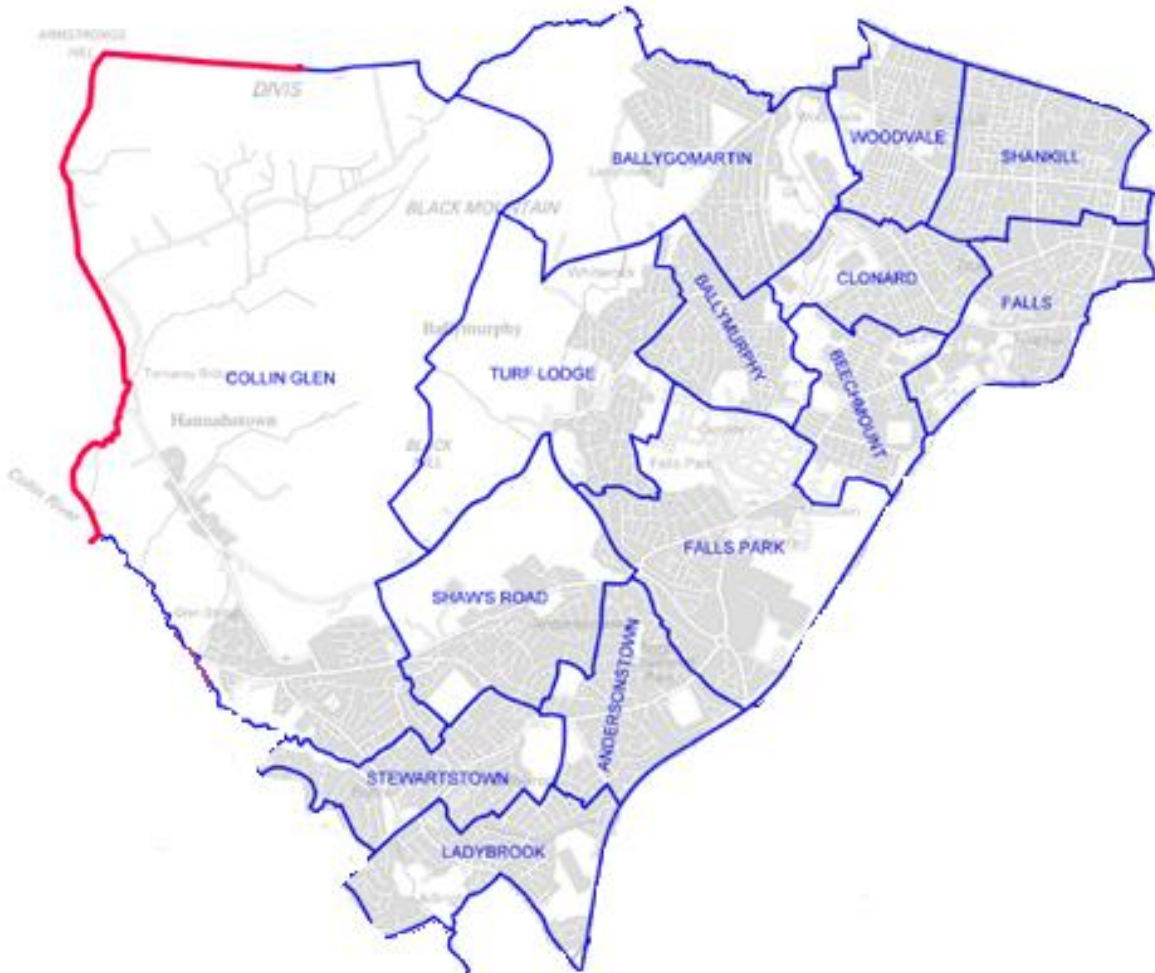 ARMSTRONGS
HILL
DIVIS
WOODVALE
SHANKILL
BALLYGOMARTIN
BLACK MOUNTAIN
CLONARD
FALLS
BALLYMURPHY
Ballymurphy
COLLIN GLEN
TURF LODGE
BEECHMOUNT
Hannahstown
BLACK
HILL
Falls Park
Collin River
FALLS PARK
SHAW'S ROAD
ANDERSONSTOWN
STEWARTSTOWN
LADYBROOK